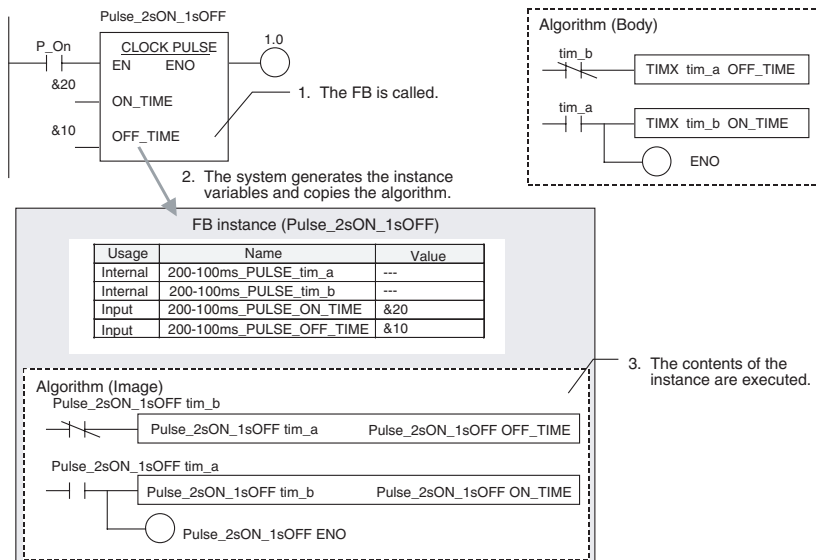 Pulse_2sON_1sOFF
P_On
CLOCK PULSE
EN ENO
1.0
&20
ON_TIME
&10
OFF_TIME
1. The FB is called.
2. The system generates the instance
variables and copies the algorithm.
Algorithm (Body)
tim_b
TIMX tim_a OFF_TIME
tim_a
TIMX tim_b ON_TIME
ENO
FB instance (Pulse_2sON_1sOFF)
Usage Name Value
Internal 200-100ms_PULSE_tim_a ---
Internal 200-100ms_PULSE_tim_b ---
Input 200-100ms_PULSE_ON_TIME &20
Input 200-100ms_PULSE_OFF_TIME &10
3. The contents of the
instance are executed.
Algorithm (Image)
Pulse_2sON_1sOFF tim_b
Pulse_2sON_1sOFF tim_a Pulse_2sON_1sOFF OFF_TIME
Pulse_2sON_1sOFF tim_a
Pulse_2sON_1sOFF tim_b Pulse_2sON_1sOFF ON_TIME
Pulse_2sON_1sOFF ENO